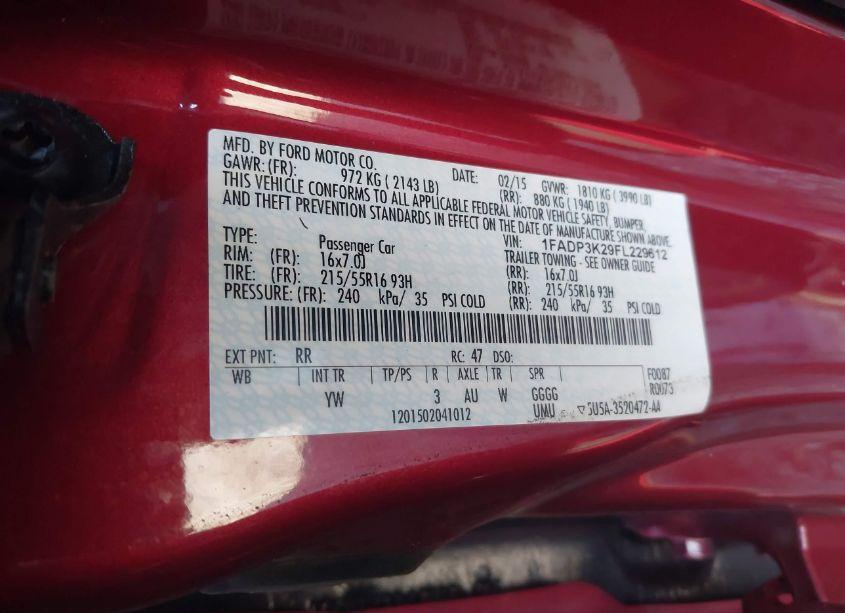 MFD. BY FORD MOTOR CO.
DATE: 02/15 GVWR: 1810 KG ( 3990 LB)
GAWR: (FR): 972 KG ( 2143 LB) (RR): 880 KG ( 1940 LB)
THIS VEHICLE CONFORMS TO ALL APPLICABLE FEDERAL MOTOR VEHICLE SAFETY, BUMPER,
AND THEFT PREVENTION STANDARDS IN EFFECT ON THE DATE OF MANUFACTURE SHOWN ABOVE.
VIN: 1FADP3K29FL229612
TYPE: Passenger Car TRAILER TOWING - SEE OWNER GUIDE
RIM: (FR): 16x7.0J (RR): 16x7.0J
TIRE: (FR): 215/55R16 93H (RR): 215/55R16 93H
PRESSURE: (FR): 240 kPa/ 35 PSI COLD (RR): 240 kPa/ 35 PSI COLD
EXT PNT: RR RC: 47 DSO:
WB INT TR TP/PS R AXLE TR SPR F0087
YW 3 AU W GGGG R0073
1201502041012 UMU ▽5U5A-3520472-AA